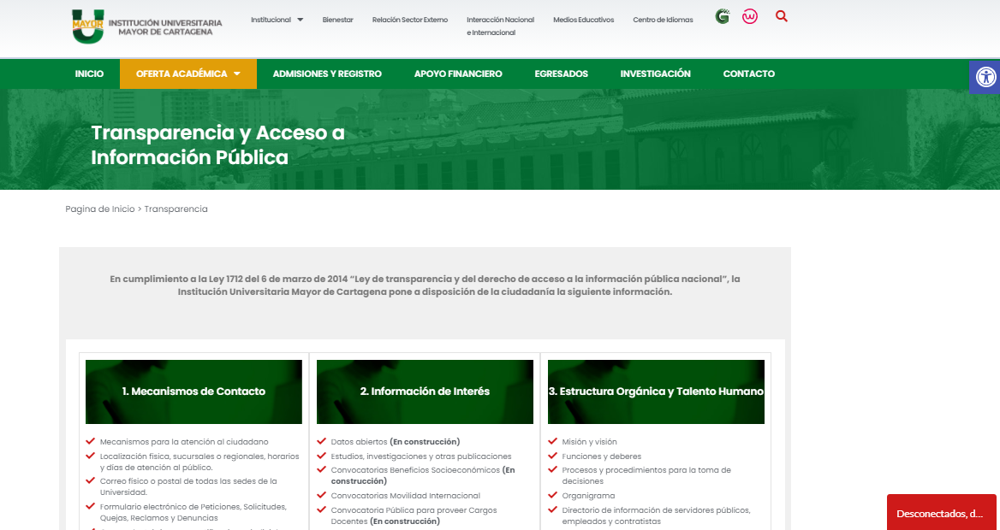 MAYOR
INSTITUCIÓN UNIVERSITARIA
MAYOR DE CARTAGENA
Institucional
Bienestar
Relación Sector Externo
Interacción Nacional
e Internacional
Medios Educativos
Centro de Idiomas
INICIO
OFERTA ACADÉMICA
ADMISIONES Y REGISTRO
APOYO FINANCIERO
EGRESADOS
INVESTIGACIÓN
CONTACTO
Transparencia y Acceso a
Información Pública
Pagina de Inicio > Transparencia
En cumplimiento a la Ley 1712 del 6 de marzo de 2014 “Ley de transparencia y del derecho de acceso a la información pública nacional”, la
Institución Universitaria Mayor de Cartagena pone a disposición de la ciudadanía la siguiente información.
1. Mecanismos de Contacto
Mecanismos para la atención al ciudadano
Localización física, sucursales o regionales, horarios
y días de atención al público.
Correo físico o postal de todas las sedes de la
Universidad.
Formulario electrónico de Peticiones, Solicitudes,
Quejas, Reclamos y Denuncias
2. Información de Interés
Datos abiertos (En construcción)
Estudios, investigaciones y otras publicaciones
Convocatorias Beneficios Socioeconómicos (En
construcción)
Convocatorias Movilidad Internacional
Convocatoria Pública para proveer Cargos
Docentes (En construcción)
3. Estructura Orgánica y Talento Humano
Misión y visión
Funciones y deberes
Procesos y procedimientos para la toma de
decisiones
Organigrama
Directorio de información de servidores públicos,
empleados y contratistas
Desconectados, d...